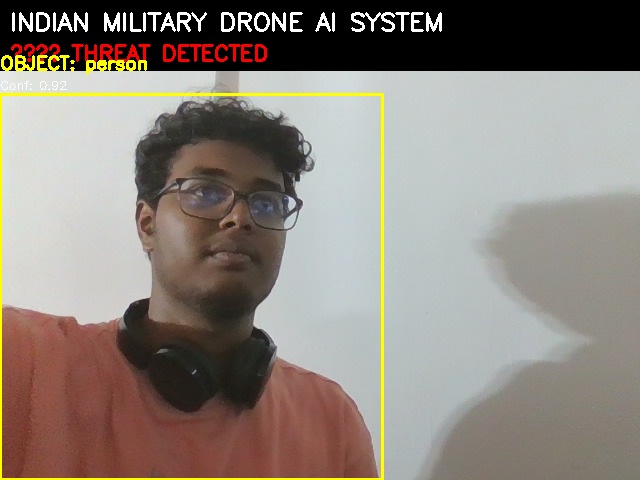 INDIAN MILITARY DRONE AI SYSTEM
???? THREAT DETECTED
OBJECT: person
Conf: 0.92